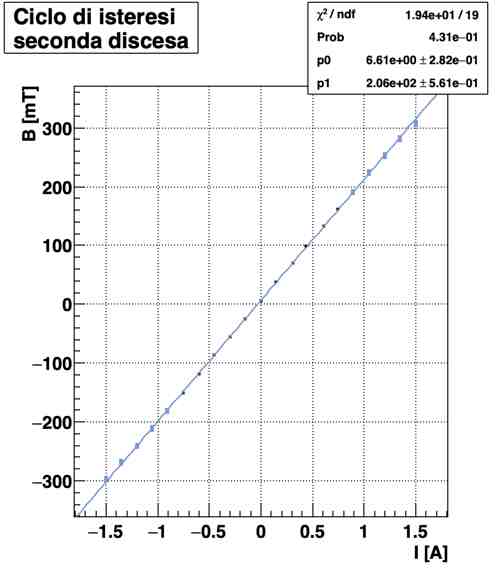 Ciclo di isteresi
seconda discesa
χ² / ndf 1.94e+01 / 19
Prob 4.31e−01
p0 6.61e+00 ± 2.82e−01
p1 2.06e+02 ± 5.61e−01
B [mT]
300
200
100
0
−100
−200
−300
−1.5 −1 −0.5 0 0.5 1 1.5
I [A]